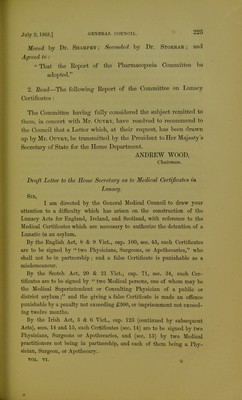 July 9, 1868.] GENERAL COUNCIL. 225
Moved by Dr. Sharpey; Seconded by Dr. Storrar; and
Agreed to:
“That the Report of the Pharmacopœia Committee be
adopted.”
2. Read—The following Report of the Committee on Lunacy
Certificates:
The Committee having fully considered the subject remitted to
them, in concert with Mr. Ouvry, have resolved to recommend to
the Council that a Letter which, at their request, has been drawn
up by Mr. Ouvry, be transmitted by the President to Her Majesty's
Secretary of State for the Home Department.
ANDREW WOOD,
Chairman.
Draft Letter to the Home Secretary as to Medical Certificates in
Lunacy.
Sir,
I am directed by the General Medical Council to draw your
attention to a difficulty which has arisen on the construction of the
Lunacy Acts for England, Ireland, and Scotland, with reference to the
Medical Certificates which are necessary to authorize the detention of a
Lunatic in an asylum.
By the English Act, 8 & 9 Vict., cap. 100, sec. 45, such Certificates
are to be signed by “two Physicians, Surgeons, or Apothecaries,” who
shall not be in partnership; and a false Certificate is punishable as a
misdemeanour.
By the Scotch Act, 20 & 21 Vict., cap. 71, sec. 34, such Cer-
tificates are to be signed by “two Medical persons, one of whom may be
the Medical Superintendent or Consulting Physician of a public or
district asylum;” and the giving a false Certificate is made an offence
punishable by a penalty not exceeding £300, or imprisonment not exceed-
ing twelve months.
By the Irish Act, 5 & 6 Vict., cap. 123 (continued by subsequent
Acts), secs. 14 and 15, such Certificates (sec. 14) are to be signed by two
Physicians, Surgeons or Apothecaries, and (sec. 15) by two Medical
practitioners not being in partnership, and each of them being a Phy-
sician, Surgeon, or Apothecary.
VOL. VI.